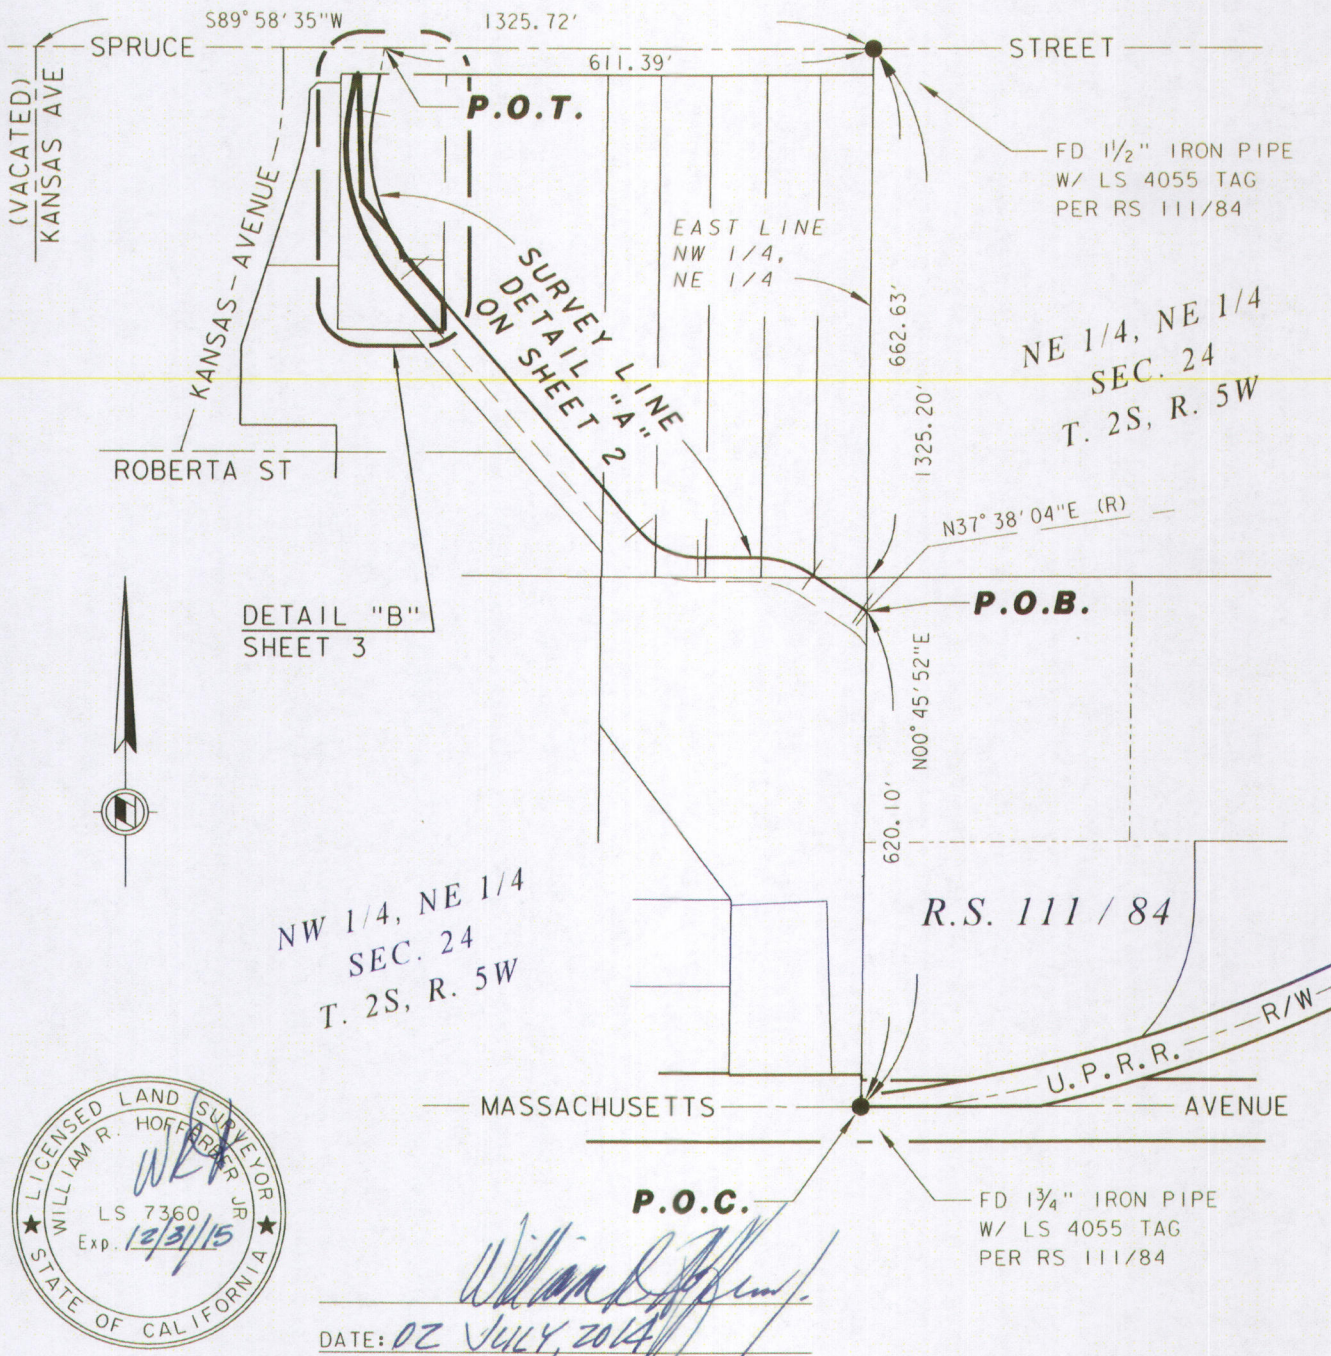 S89°58'35"W 1325.72'
SPRUCE STREET
611.39'
(VACATED)
KANSAS AVE
P.O.T.
FD 1½" IRON PIPE
W/ LS 4055 TAG
PER RS 111/84
KANSAS AVENUE
EAST LINE
NW 1/4,
NE 1/4
SURVEY LINE
DETAIL "A"
ON SHEET 2
662.63'
1325.20'
NE 1/4, NE 1/4
SEC. 24
T. 2S, R. 5W
ROBERTA ST
N37°38'04"E (R)
P.O.B.
DETAIL "B"
SHEET 3
N00°45'52"E
620.10'
NW 1/4, NE 1/4
SEC. 24
T. 2S, R. 5W
R.S. 111 / 84
U.P.R.R. R/W
MASSACHUSETTS AVENUE
P.O.C.
FD 1¾" IRON PIPE
W/ LS 4055 TAG
PER RS 111/84
LICENSED LAND SURVEYOR
WILLIAM R. HOFFERBER JR
LS 7360
Exp. 12/31/15
STATE OF CALIFORNIA
DATE: 02 JULY, 2014